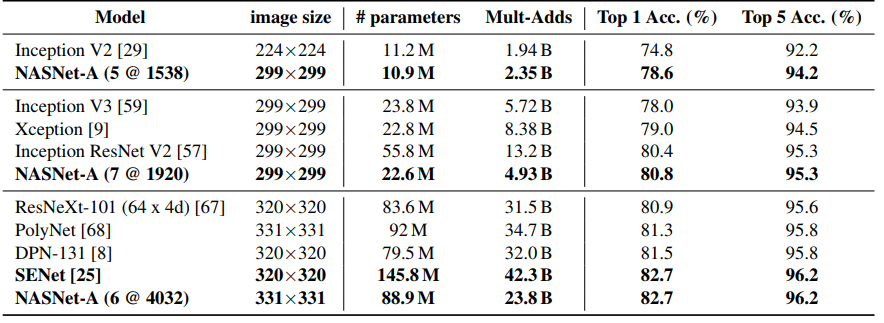 Model image size # parameters Mult-Adds Top 1 Acc. (%) Top 5 Acc. (%)
Inception V2 [29] 224×224 11.2 M 1.94 B 74.8 92.2
NASNet-A (5 @ 1538) 299×299 10.9 M 2.35 B 78.6 94.2
Inception V3 [59] 299×299 23.8 M 5.72 B 78.0 93.9
Xception [9] 299×299 22.8 M 8.38 B 79.0 94.5
Inception ResNet V2 [57] 299×299 55.8 M 13.2 B 80.4 95.3
NASNet-A (7 @ 1920) 299×299 22.6 M 4.93 B 80.8 95.3
ResNeXt-101 (64 x 4d) [67] 320×320 83.6 M 31.5 B 80.9 95.6
PolyNet [68] 331×331 92 M 34.7 B 81.3 95.8
DPN-131 [8] 320×320 79.5 M 32.0 B 81.5 95.8
SENet [25] 320×320 145.8 M 42.3 B 82.7 96.2
NASNet-A (6 @ 4032) 331×331 88.9 M 23.8 B 82.7 96.2